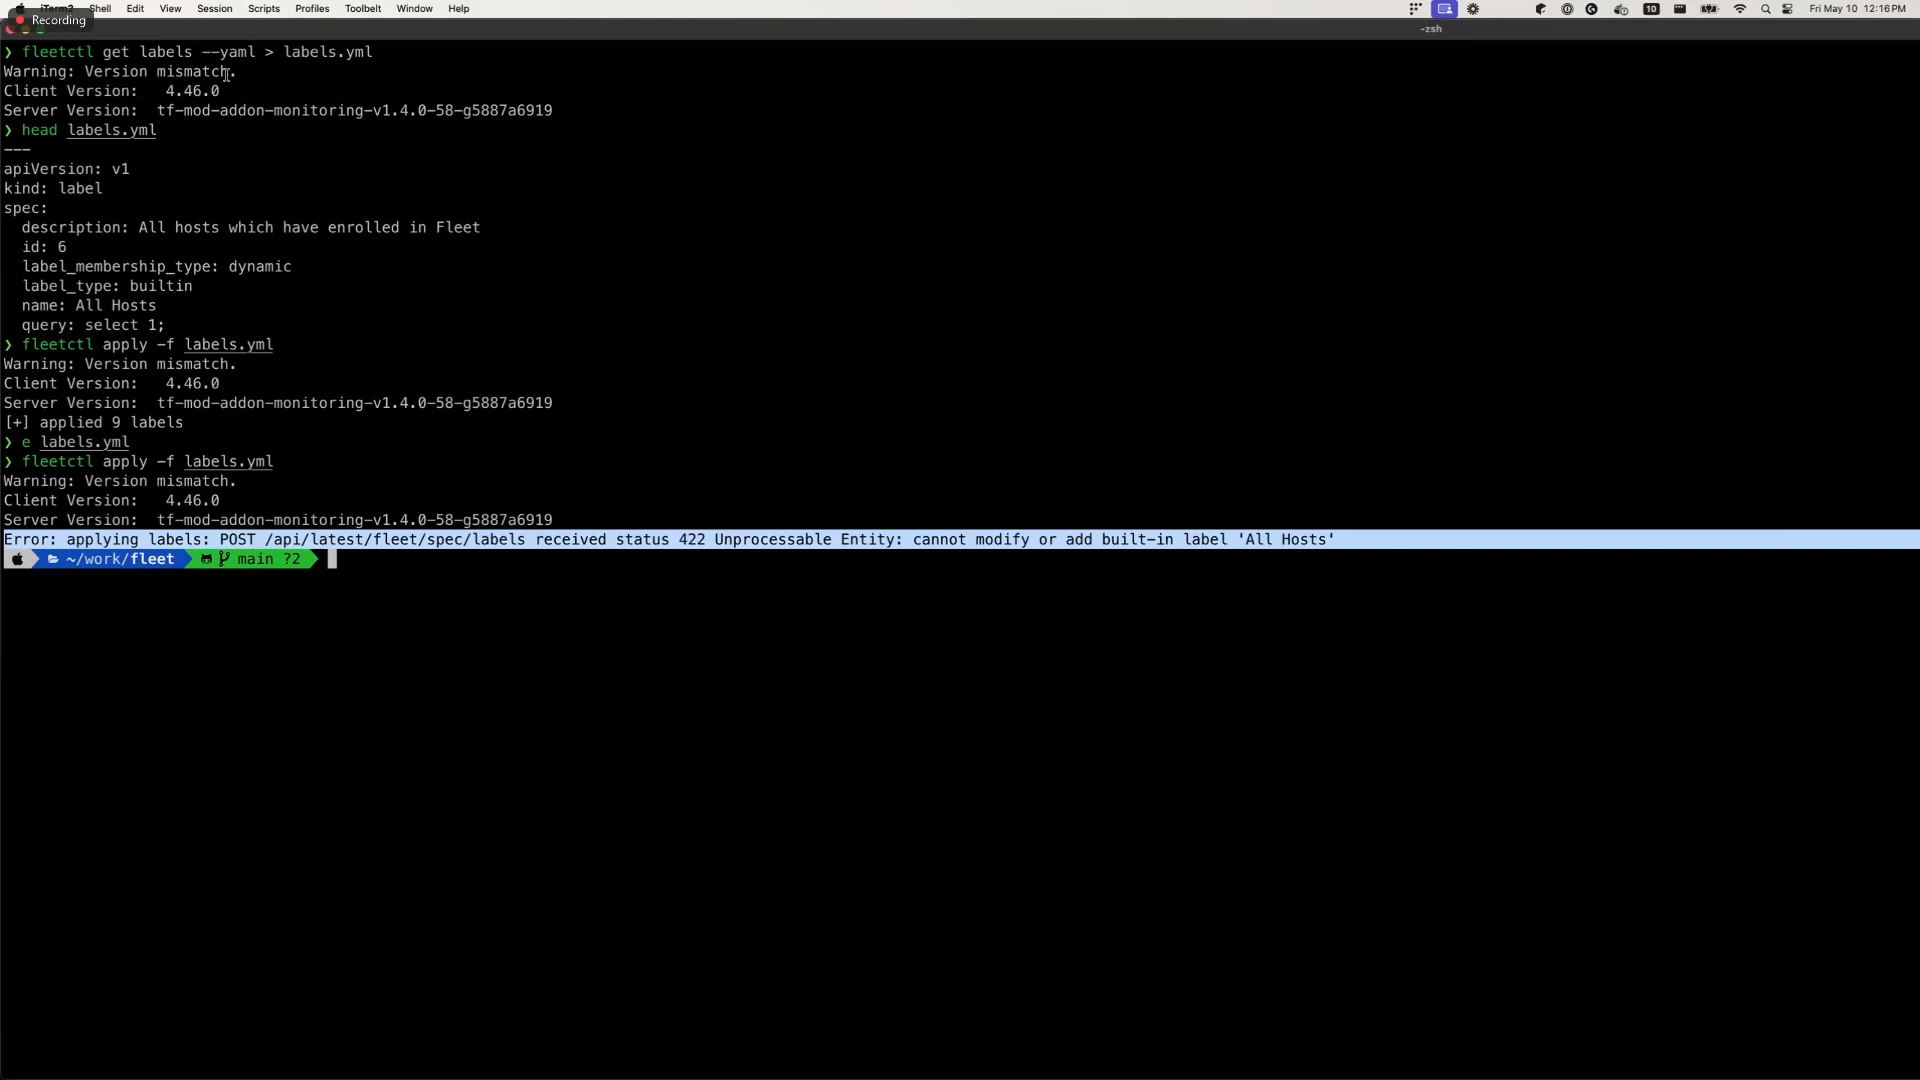 iTerm2 Shell Edit View Session Scripts Profiles Toolbelt Window Help 10 Fri May 10 12:16 PM
Recording
-zsh
❯ fleetctl get labels --yaml > labels.yml
Warning: Version mismatch.
Client Version:   4.46.0
Server Version:  tf-mod-addon-monitoring-v1.4.0-58-g5887a6919
❯ head labels.yml
---
apiVersion: v1
kind: label
spec:
  description: All hosts which have enrolled in Fleet
  id: 6
  label_membership_type: dynamic
  label_type: builtin
  name: All Hosts
  query: select 1;
❯ fleetctl apply -f labels.yml
Warning: Version mismatch.
Client Version:   4.46.0
Server Version:  tf-mod-addon-monitoring-v1.4.0-58-g5887a6919
[+] applied 9 labels
❯ e labels.yml
❯ fleetctl apply -f labels.yml
Warning: Version mismatch.
Client Version:   4.46.0
Server Version:  tf-mod-addon-monitoring-v1.4.0-58-g5887a6919
Error: applying labels: POST /api/latest/fleet/spec/labels received status 422 Unprocessable Entity: cannot modify or add built-in label 'All Hosts'
~/work/fleet main ?2